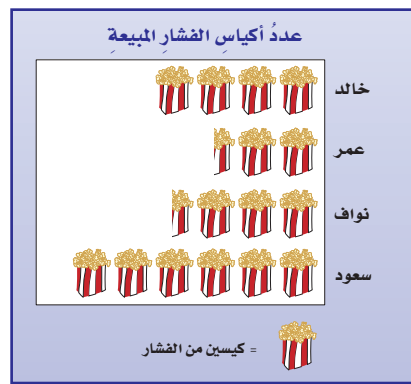 عددُ أكياسِ الفشارِ المبيعةِ
خالد
عمر
نواف
سعود
= كيسين من الفشار